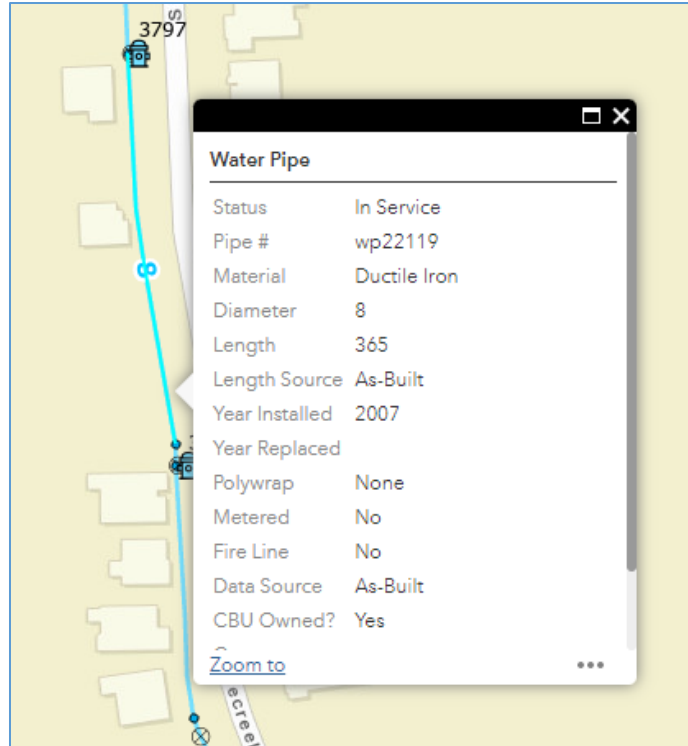 3797
Water Pipe
Status In Service
Pipe # wp22119
Material Ductile Iron
Diameter 8
Length 365
8
Length Source As-Built
Year Installed 2007
Year Replaced
Polywrap None
Metered No
Fire Line No
Data Source As-Built
CBU Owned? Yes
Zoom to